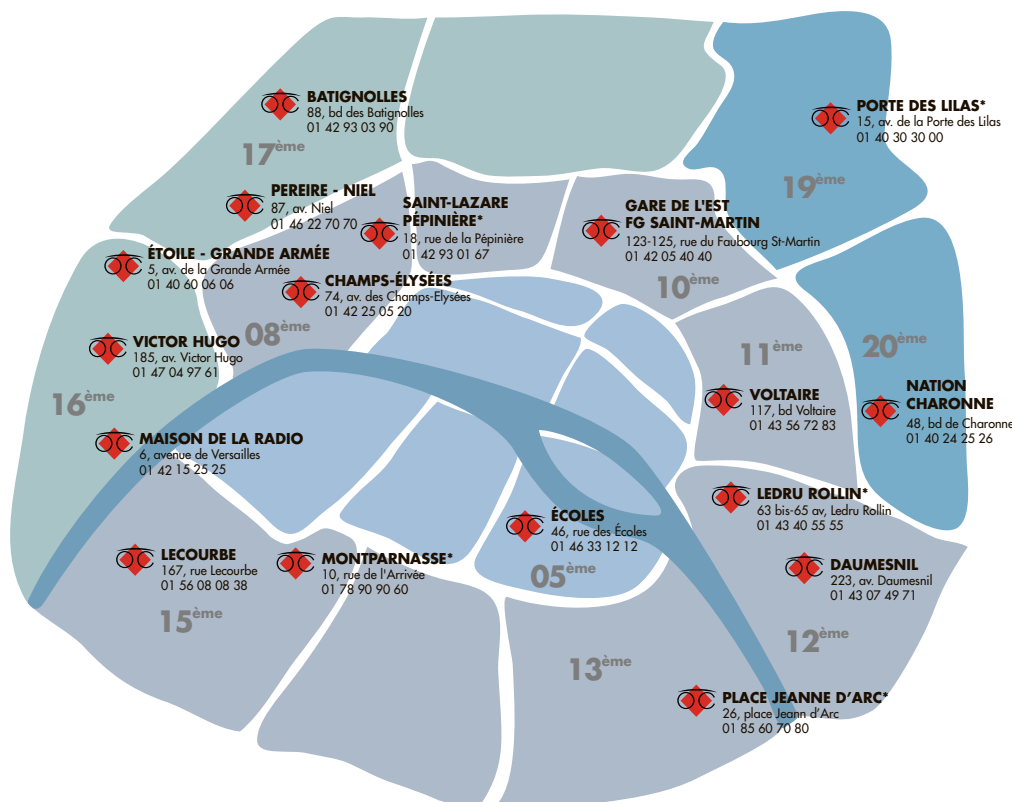 BATIGNOLLES
88, bd des Batignolles
01 42 93 03 90
17ème
PORTE DES LILAS*
15, av. de la Porte des Lilas
01 40 30 30 00
19ème
PEREIRE - NIEL
87, av. Niel
01 46 22 70 70
SAINT-LAZARE
PÉPINIÈRE*
18, rue de la Pépinière
01 42 93 01 67
GARE DE L'EST
FG SAINT-MARTIN
123-125, rue du Faubourg St-Martin
01 42 05 40 40
10ème
ÉTOILE - GRANDE ARMÉE
5, av. de la Grande Armée
01 40 60 06 06
CHAMPS-ÉLYSÉES
74, av. des Champs-Elysées
01 42 25 05 20
08ème
VICTOR HUGO
185, av. Victor Hugo
01 47 04 97 61
16ème
11ème
20ème
VOLTAIRE
117, bd Voltaire
01 43 56 72 83
NATION
CHARONNE
48, bd de Charonne
01 40 24 25 26
MAISON DE LA RADIO
6, avenue de Versailles
01 42 15 25 25
LEDRU ROLLIN*
63 bis-65 av, Ledru Rollin
01 43 40 55 55
ÉCOLES
46, rue des Écoles
01 46 33 12 12
05ème
LECOURBE
167, rue Lecourbe
01 56 08 08 38
15ème
MONTPARNASSE*
10, rue de l'Arrivée
01 78 90 90 60
DAUMESNIL
223, av. Daumesnil
01 43 07 49 71
12ème
13ème
PLACE JEANNE D'ARC*
26, place Jeann d'Arc
01 85 60 70 80